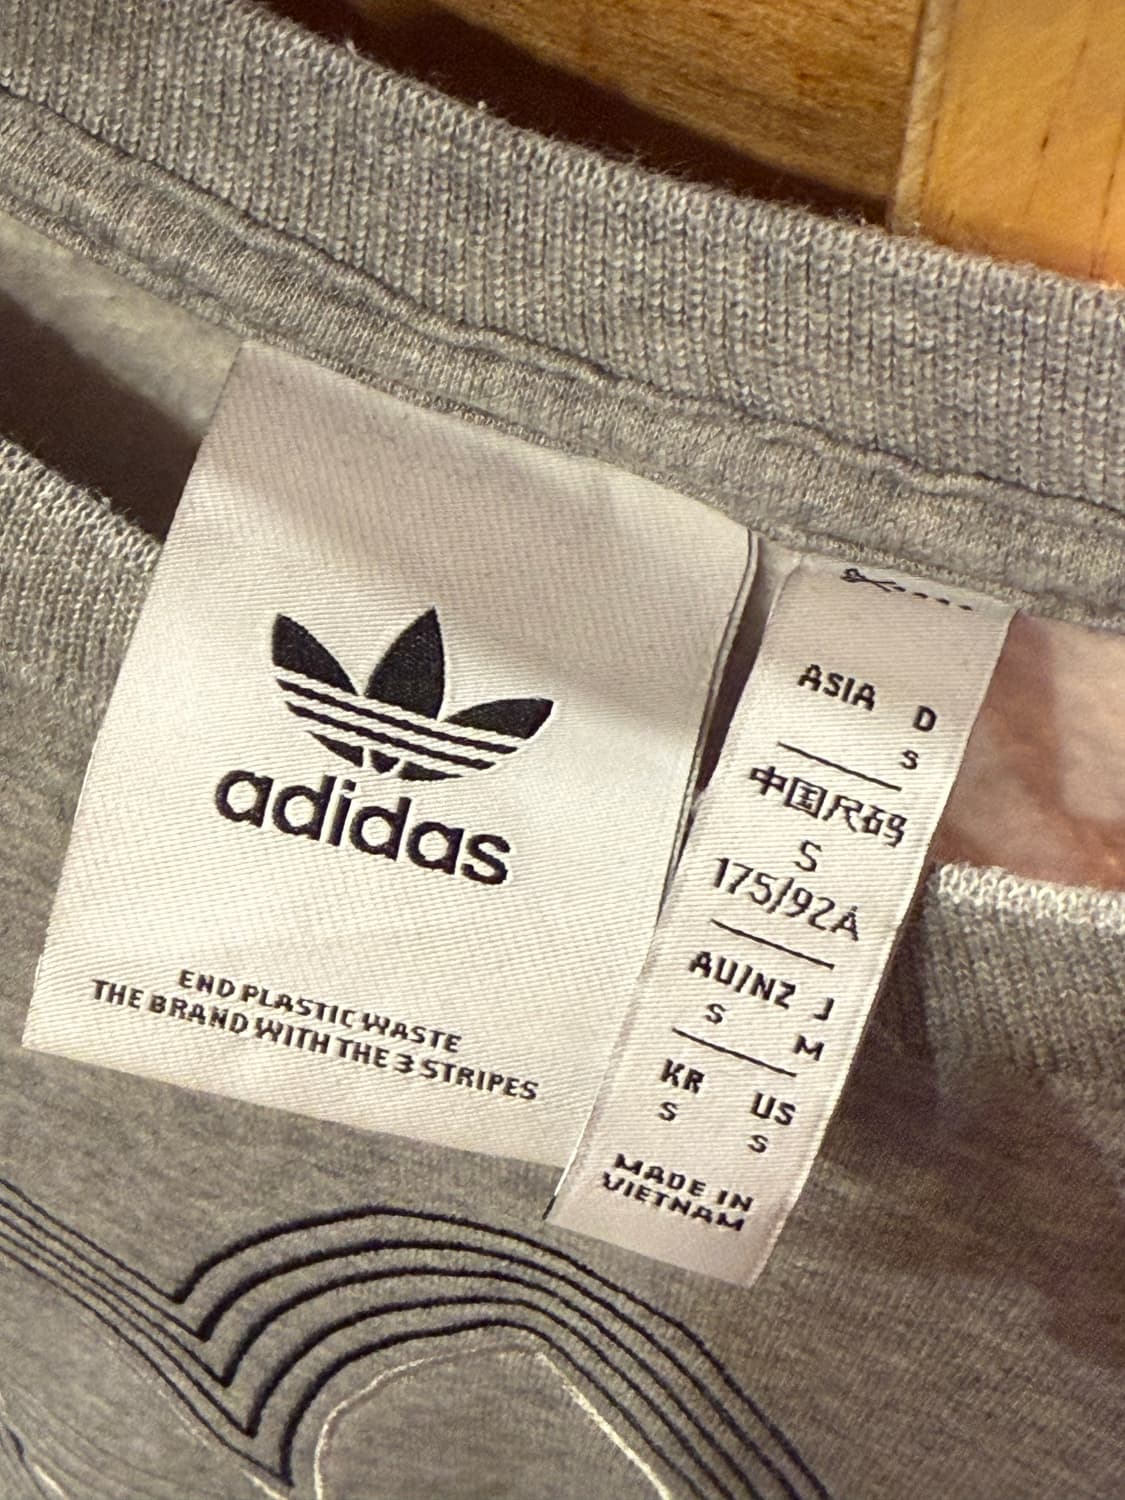 adidas
END PLASTIC WASTE
THE BRAND WITH THE 3 STRIPES
ASIA D
S
中国尺码
S
175/92A
AU/NZ J
S M
KR US
S S
MADE IN
VIETNAM